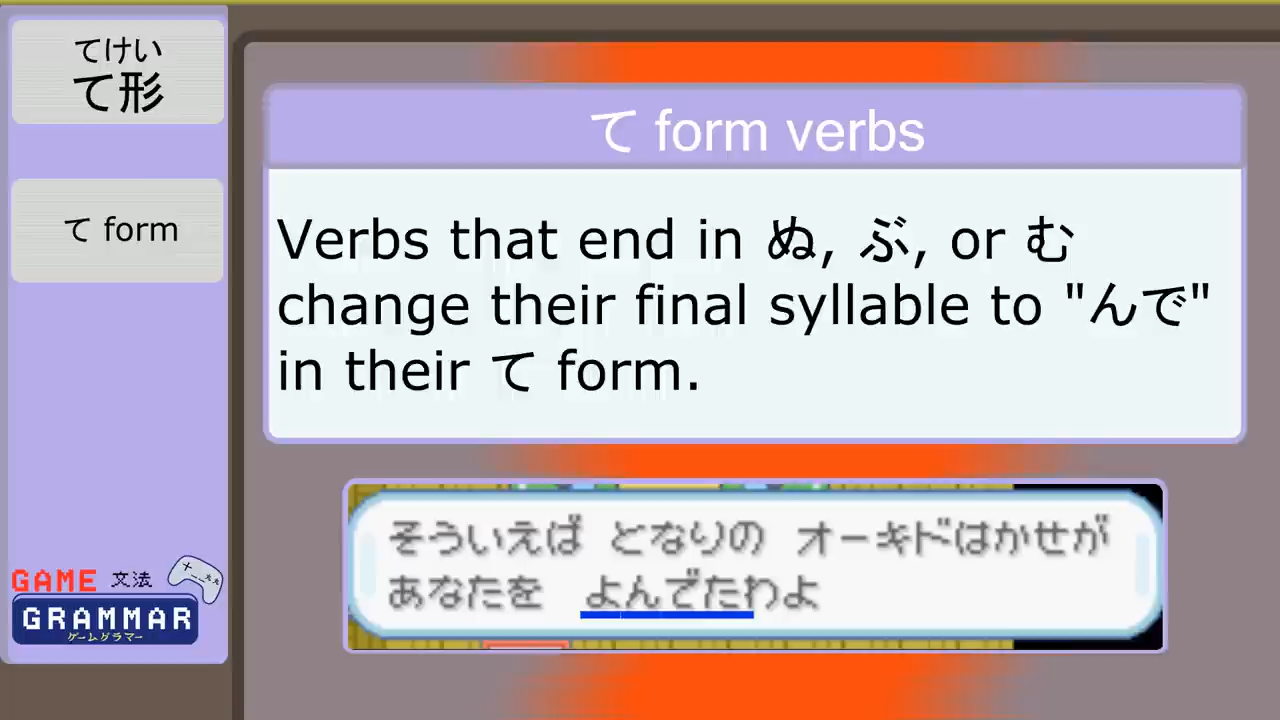 てけい
て形
て form
GAME 文法
GRAMMAR
ゲームグラマー
て form verbs
Verbs that end in ぬ, ぶ, or む
change their final syllable to "んで"
in their て form.
そういえば となりの オーキドはかせが
あなたを よんでたわよ